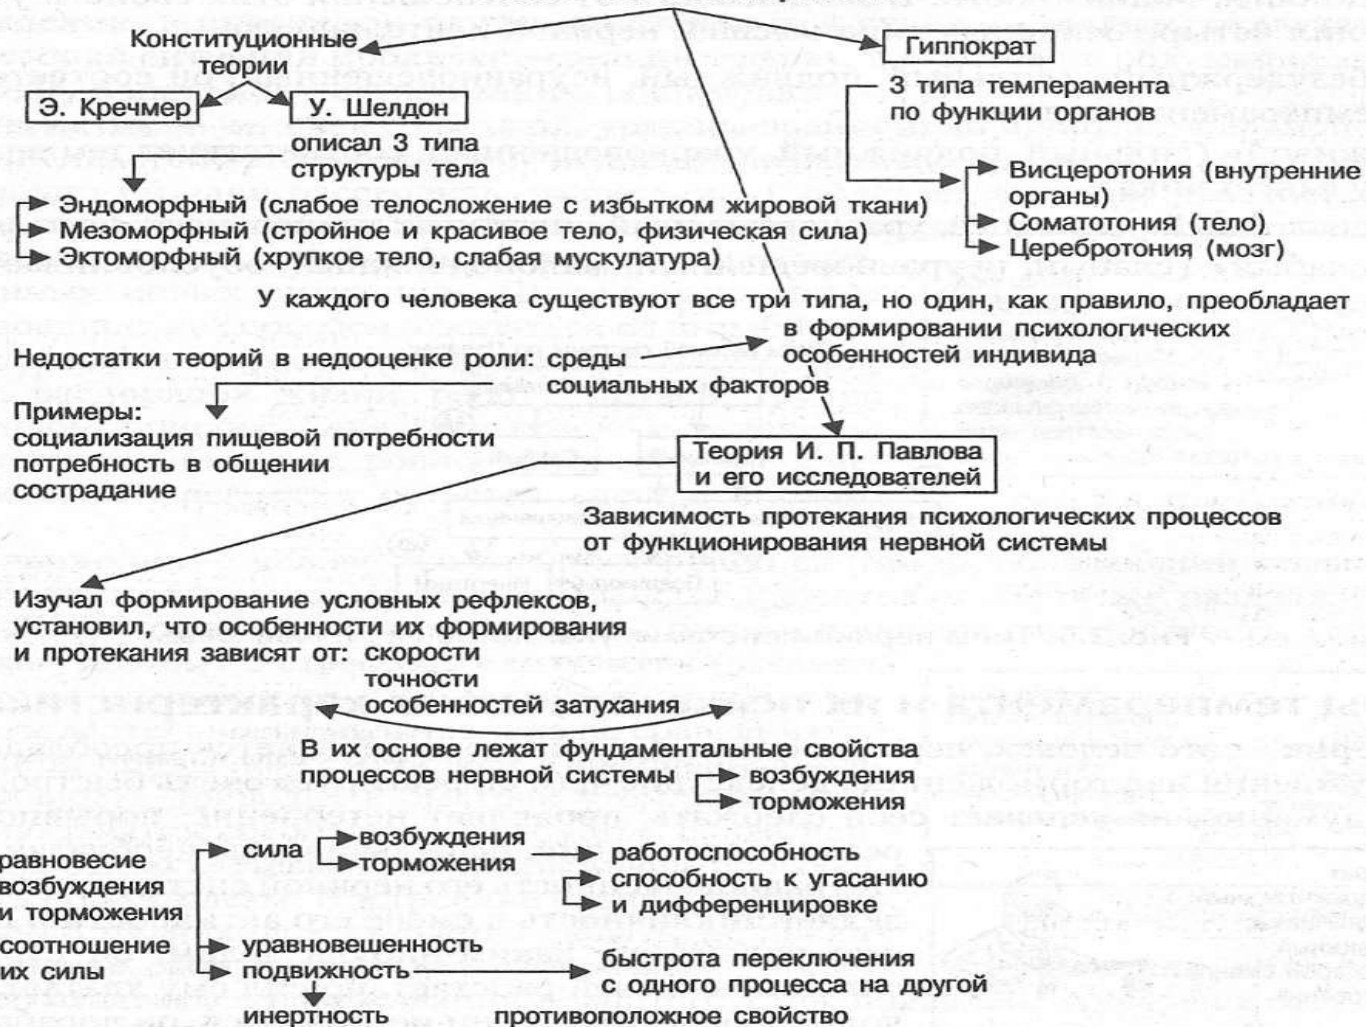 Конституционные
теории
Гиппократ
Э. Кречмер
У. Шелдон
3 типа темперамента
по функции органов
описал 3 типа
структуры тела
Висцеротония (внутренние
органы)
Соматотония (тело)
Церебротония (мозг)
Эндоморфный (слабое телосложение с избытком жировой ткани)
Мезоморфный (стройное и красивое тело, физическая сила)
Эктоморфный (хрупкое тело, слабая мускулатура)
У каждого человека существуют все три типа, но один, как правило, преобладает
в формировании психологических
особенностей индивида
Недостатки теорий в недооценке роли: среды
социальных факторов
Примеры:
социализация пищевой потребности
потребность в общении
сострадание
Теория И. П. Павлова
и его исследователей
Зависимость протекания психологических процессов
от функционирования нервной системы
Изучал формирование условных рефлексов,
установил, что особенности их формирования
и протекания зависят от: скорости
точности
особенностей затухания
В их основе лежат фундаментальные свойства
процессов нервной системы
возбуждения
торможения
равновесие
возбуждения
и торможения
сила
возбуждения
торможения
работоспособность
способность к угасанию
и дифференцировке
соотношение
их силы
уравновешенность
подвижность
быстрота переключения
с одного процесса на другой
инертность
противоположное свойство